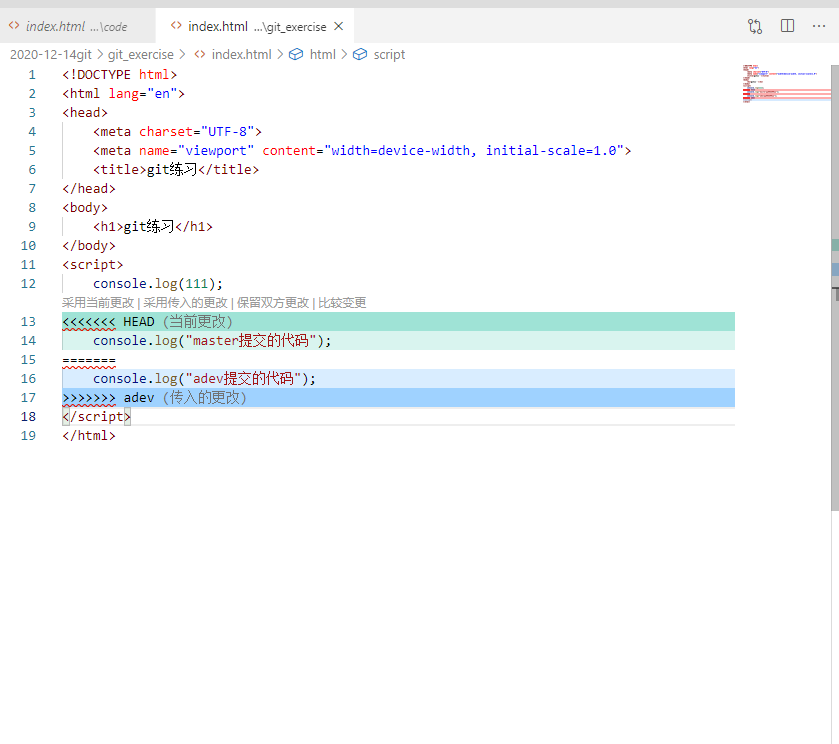 index.html ...\code index.html ...\git_exercise
2020-12-14git > git_exercise > index.html > html > script
1 <!DOCTYPE html>
2 <html lang="en">
3 <head>
4 <meta charset="UTF-8">
5 <meta name="viewport" content="width=device-width, initial-scale=1.0">
6 <title>git练习</title>
7 </head>
8 <body>
9 <h1>git练习</h1>
10 </body>
11 <script>
12 console.log(111);
采用当前更改 | 采用传入的更改 | 保留双方更改 | 比较变更
13 <<<<<<< HEAD (当前更改)
14 console.log("master提交的代码");
15 =======
16 console.log("adev提交的代码");
17 >>>>>>> adev (传入的更改)
18 </script>
19 </html>